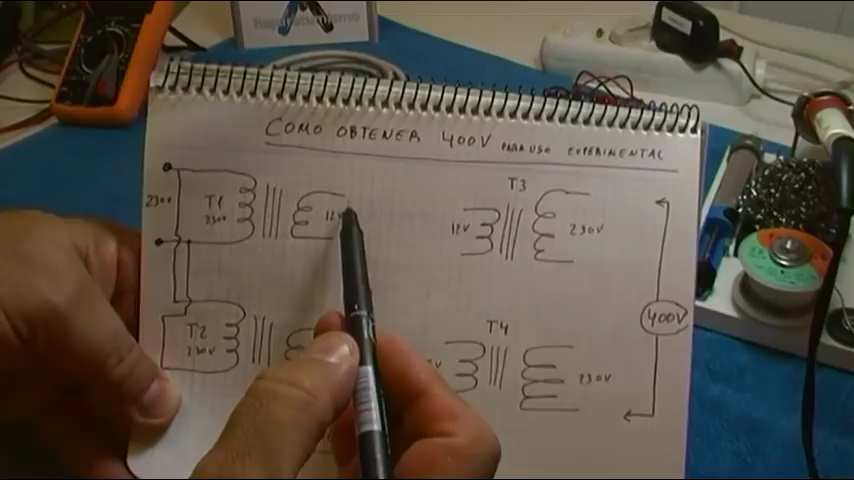 COMO OBTENER 400V PARA USO EXPERIMENTAL
T1
230V
230V
12V
T3
12V
230V
400V
T2
230V
T4
230V